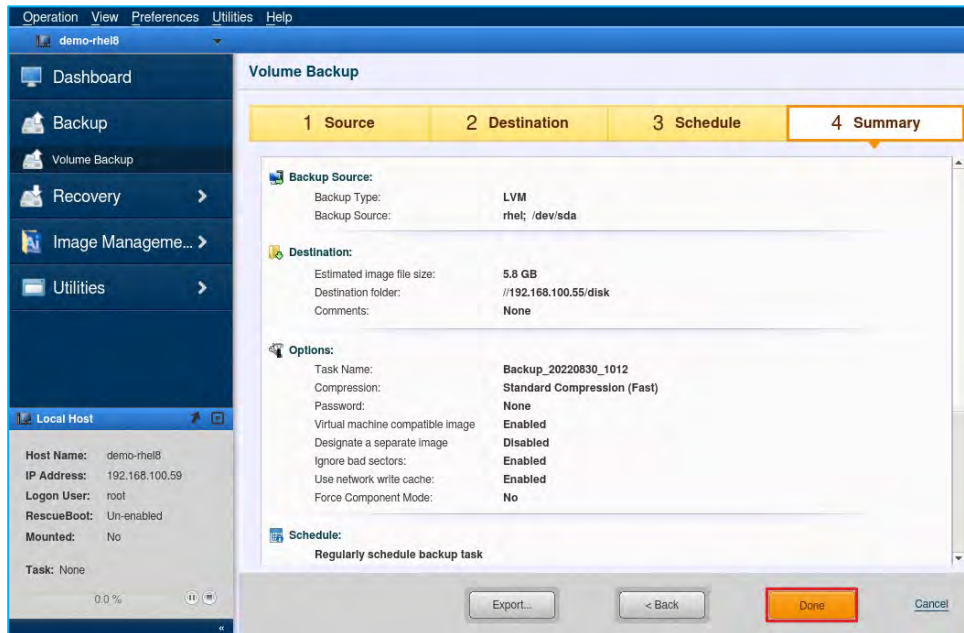 Operation View Preferences Utilities Help
demo-rhel8
Dashboard
Backup
Volume Backup
Recovery
Image Manageme...
Utilities
Local Host
Host Name: demo-rhel8
IP Address: 192.168.100.59
Logon User: root
RescueBoot: Un-enabled
Mounted: No
Task: None
0.0 %
Volume Backup
1 Source 2 Destination 3 Schedule 4 Summary
Backup Source:
Backup Type: LVM
Backup Source: rhel; /dev/sda
Destination:
Estimated image file size: 5.8 GB
Destination folder: //192.168.100.55/disk
Comments: None
Options:
Task Name: Backup_20220830_1012
Compression: Standard Compression (Fast)
Password: None
Virtual machine compatible image Enabled
Designate a separate image Disabled
Ignore bad sectors: Enabled
Use network write cache: Enabled
Force Component Mode: No
Schedule:
Regularly schedule backup task
Export... < Back Done Cancel